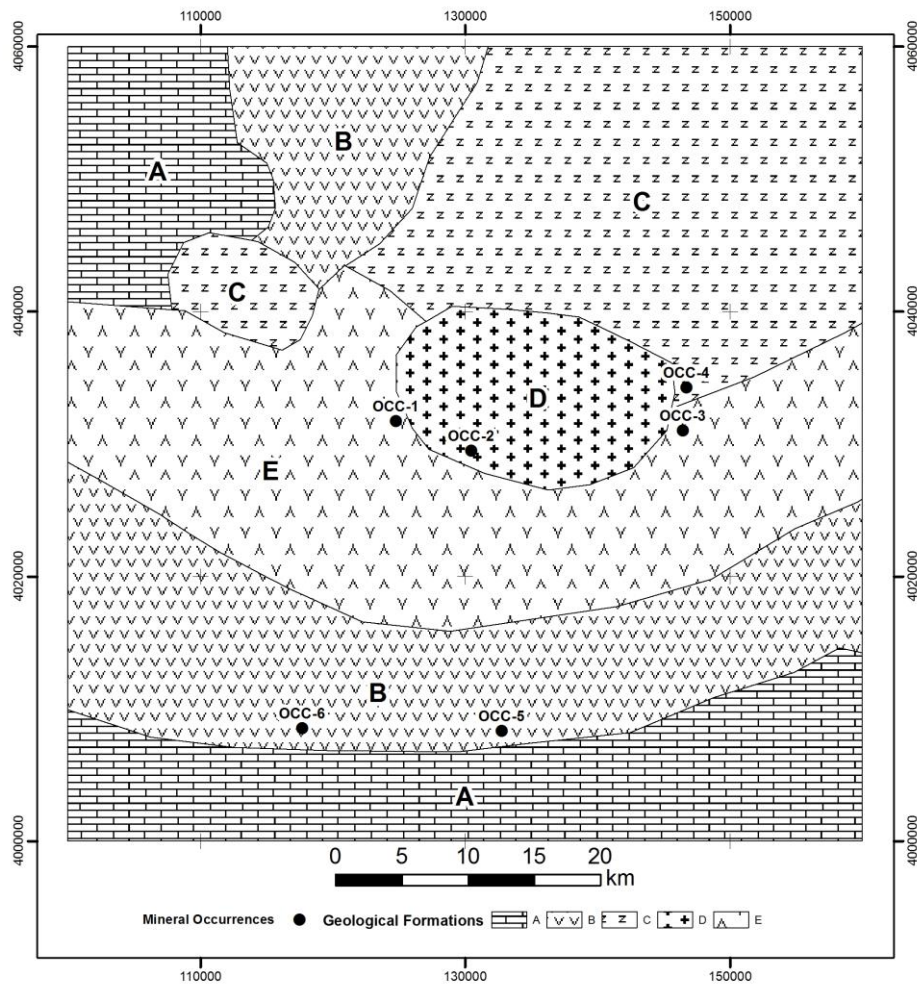 110000 130000 150000
4060000 4060000
B
A
C
C
4040000 4040000
OCC-4
D
OCC-1
OCC-3
OCC-2
E
4020000 4020000
B
OCC-6 OCC-5
A
4000000 4000000
0 5 10 15 20
km
Mineral Occurrences Geological Formations A B C D E
110000 130000 150000